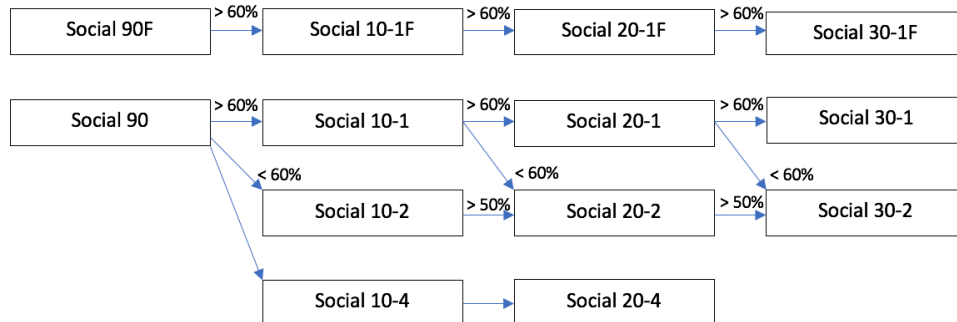 > 60%
> 60%
> 60%
Social 90F
Social 10-1F
Social 20-1F
Social 30-1F
> 60%
> 60%
> 60%
Social 90
Social 10-1
Social 20-1
Social 30-1
< 60%
< 60%
< 60%
> 50%
> 50%
Social 10-2
Social 20-2
Social 30-2
Social 10-4
Social 20-4